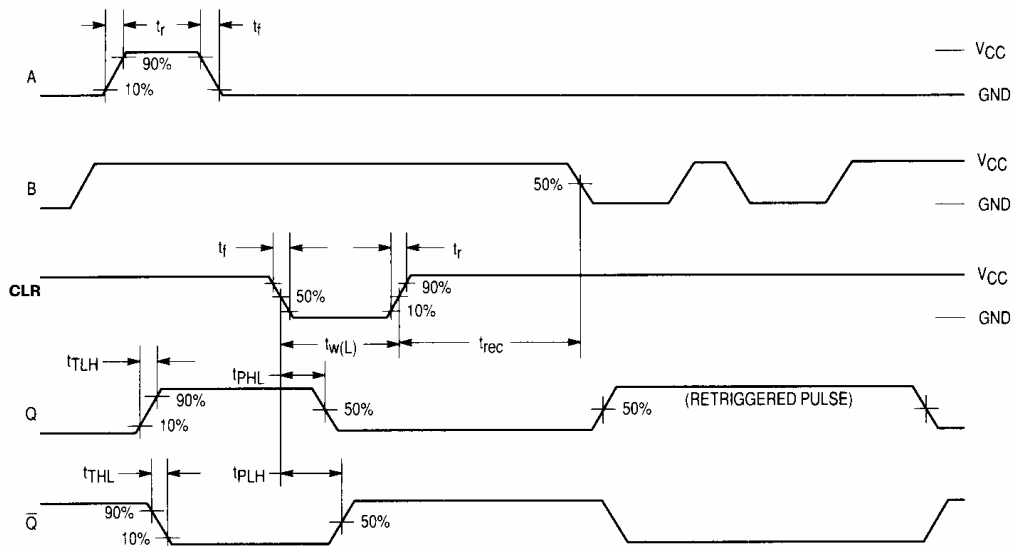 tr tf
A 90% 10% VCC
GND
B 50% VCC
GND
tf tr
CLR 50% 90% 10% VCC
GND
tw(L) trec
tTLH tPHL
Q 90% 10% 50% 50% (RETRIGGERED PULSE)
tTHL tPLH
Q̅ 90% 10% 50%